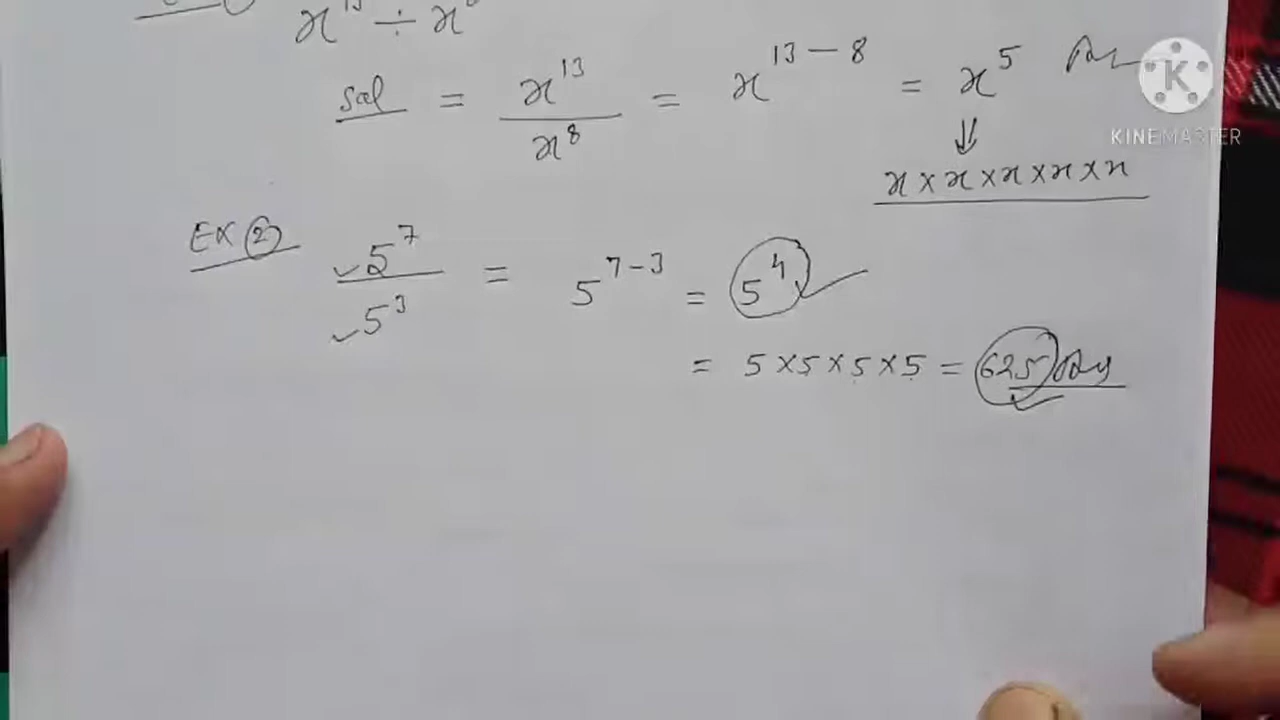 x¹³ ÷ x
sol = x¹³/x⁸ = x¹³⁻⁸ = x⁵ Ans
⇓
x × x × x × x × x
EX ② 5⁷/5³ = 5⁷⁻³ = 5⁴
= 5 × 5 × 5 × 5 = 625 Ans
K
KINEMASTER